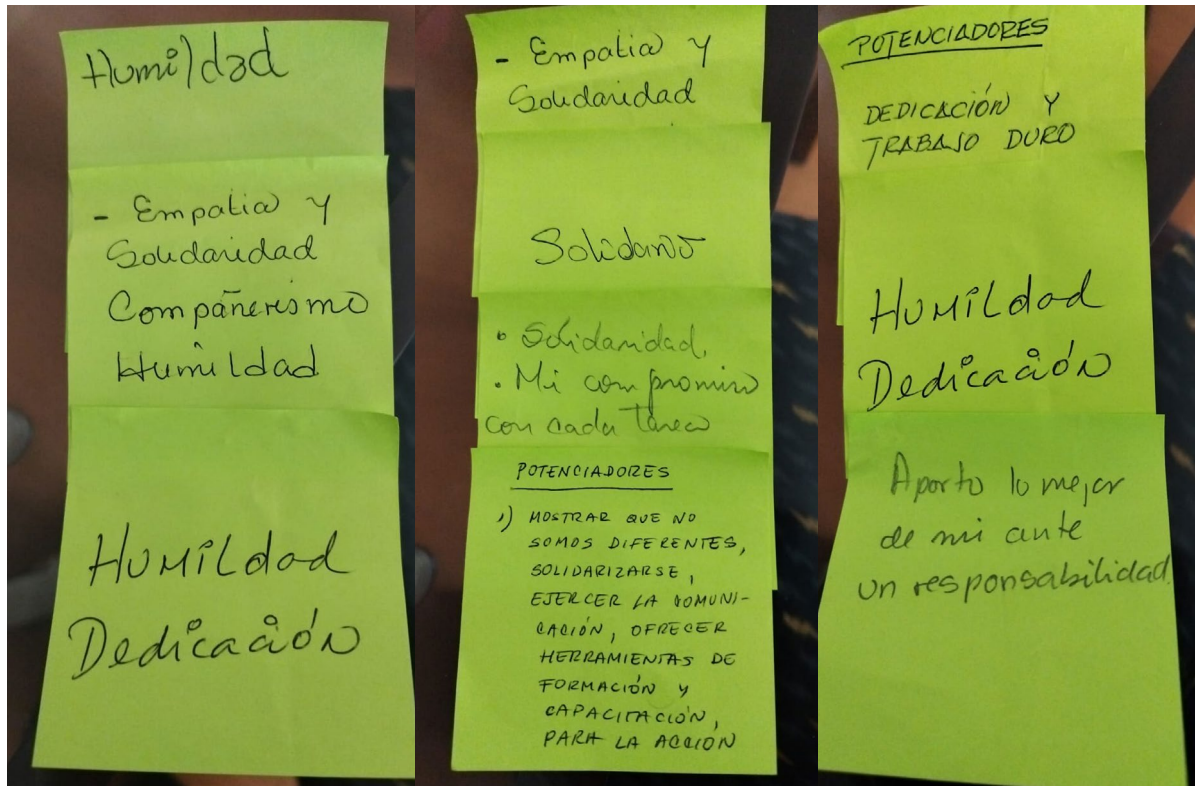 Humildad
- Empatia y
Solidaridad
Compañerismo
Humildad
Humildad
Dedicación
- Empatia y
Solidaridad
Solidario
• Solidaridad,
• Mi compromiso
con cada tarea
POTENCIADORES
1) MOSTRAR QUE NO
SOMOS DIFERENTES,
SOLIDARIZARSE,
EJERCER LA COMUNI-
CACIÓN, OFRECER
HERRAMIENTAS DE
FORMACIÓN Y
CAPACITACIÓN,
PARA LA ACCIÓN
POTENCIADORES
DEDICACIÓN Y
TRABAJO DURO
Humildad
Dedicación
Aporto lo mejor
de mi ante
un responsabilidad.